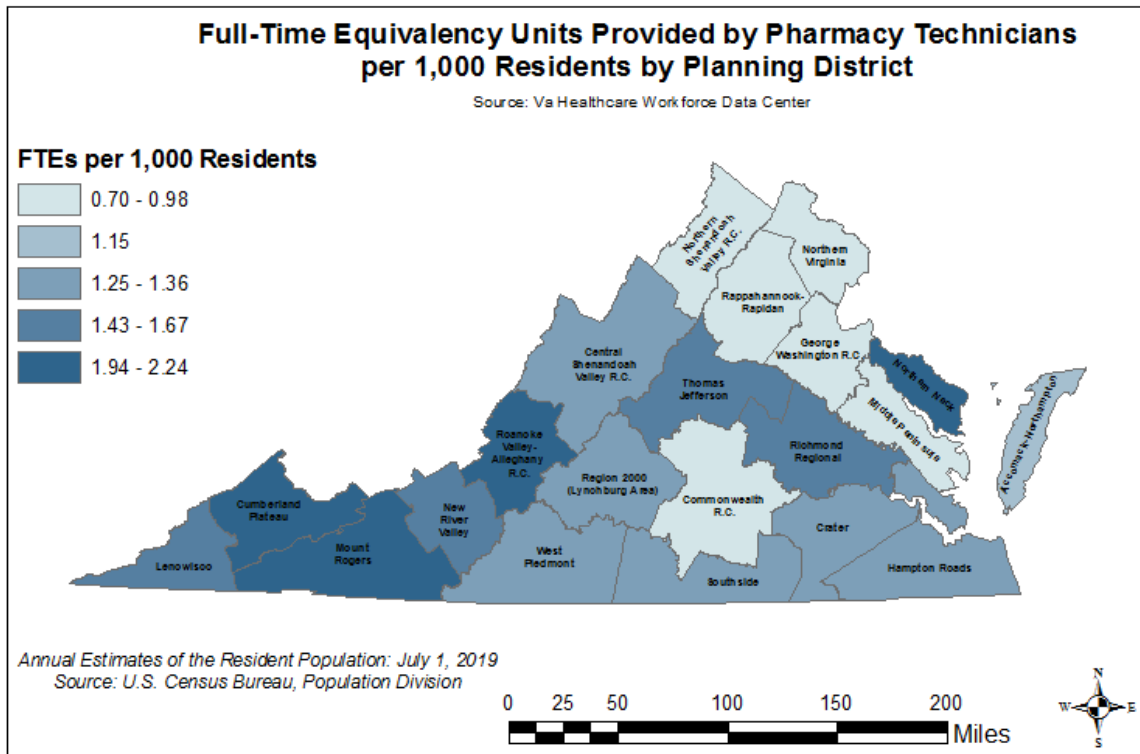 Full-Time Equivalency Units Provided by Pharmacy Technicians
per 1,000 Residents by Planning District
Source: Va Healthcare Workforce Data Center
FTEs per 1,000 Residents
0.70 - 0.98
1.15
1.25 - 1.36
1.43 - 1.67
1.94 - 2.24
Northern
Shenandoah
Valley R.C.
Northern
Virginia
Rappahannock-
Rapidan
George
Washington R.C.
Northern Neck
Central
Shenandoah
Valley R.C.
Thomas
Jefferson
Middle Peninsula
Accomack-Northampton
Roanoke
Valley-
Alleghany
R.C.
Richmond
Regional
Region 2000
(Lynchburg Area)
Commonwealth
R.C.
Cumberland
Plateau
New
River
Valley
Crater
Mount
Rogers
West
Piedmont
Lenowisco
Southside
Hampton Roads
Annual Estimates of the Resident Population: July 1, 2019
Source: U.S. Census Bureau, Population Division
0 25 50 100 150 200
Miles
N
W E
S